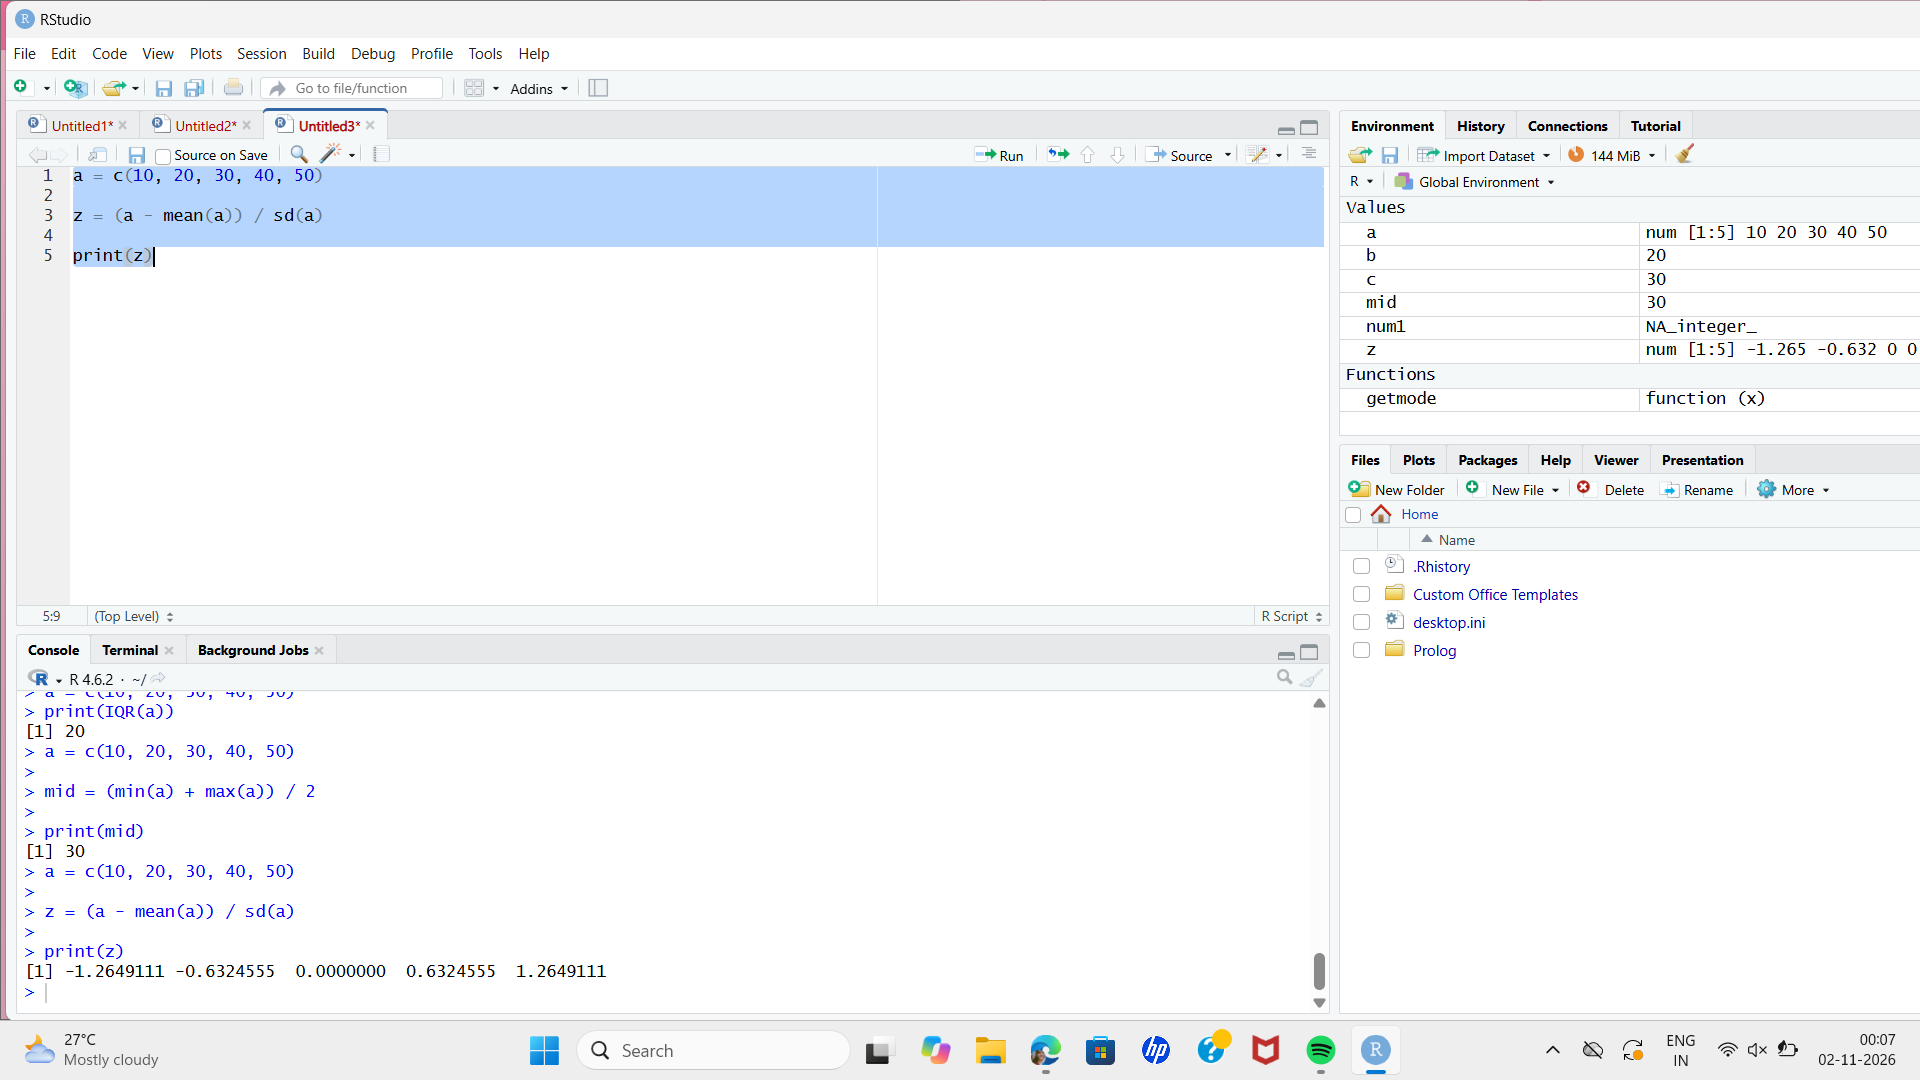 RStudio
File Edit Code View Plots Session Build Debug Profile Tools Help
Go to file/function Addins
Untitled1* Untitled2* Untitled3*
Source on Save Run Source
1 a = c(10, 20, 30, 40, 50)
2
3 z = (a - mean(a)) / sd(a)
4
5 print(z)
5:9 (Top Level) R Script
Console Terminal Background Jobs
R 4.6.2 · ~/
> a = c(10, 20, 30, 40, 50)
> print(IQR(a))
[1] 20
> a = c(10, 20, 30, 40, 50)
>
> mid = (min(a) + max(a)) / 2
>
> print(mid)
[1] 30
> a = c(10, 20, 30, 40, 50)
>
> z = (a - mean(a)) / sd(a)
>
> print(z)
[1] -1.2649111 -0.6324555  0.0000000  0.6324555  1.2649111
>
Environment History Connections Tutorial
Import Dataset 144 MiB
R Global Environment
Values
a num [1:5] 10 20 30 40 50
b 20
c 30
mid 30
num1 NA_integer_
z num [1:5] -1.265 -0.632 0 0
Functions
getmode function (x)
Files Plots Packages Help Viewer Presentation
New Folder New File Delete Rename More
Home
Name
.Rhistory
Custom Office Templates
desktop.ini
Prolog
27°C
Mostly cloudy
Search
hp
ENG
IN
00:07
02-11-2026